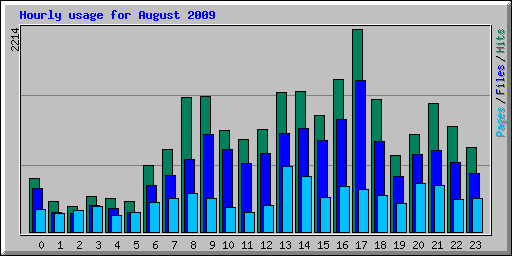 Hourly usage for August 2009
2214
Pages / Files / Hits
0 1 2 3 4 5 6 7 8 9 10 11 12 13 14 15 16 17 18 19 20 21 22 23